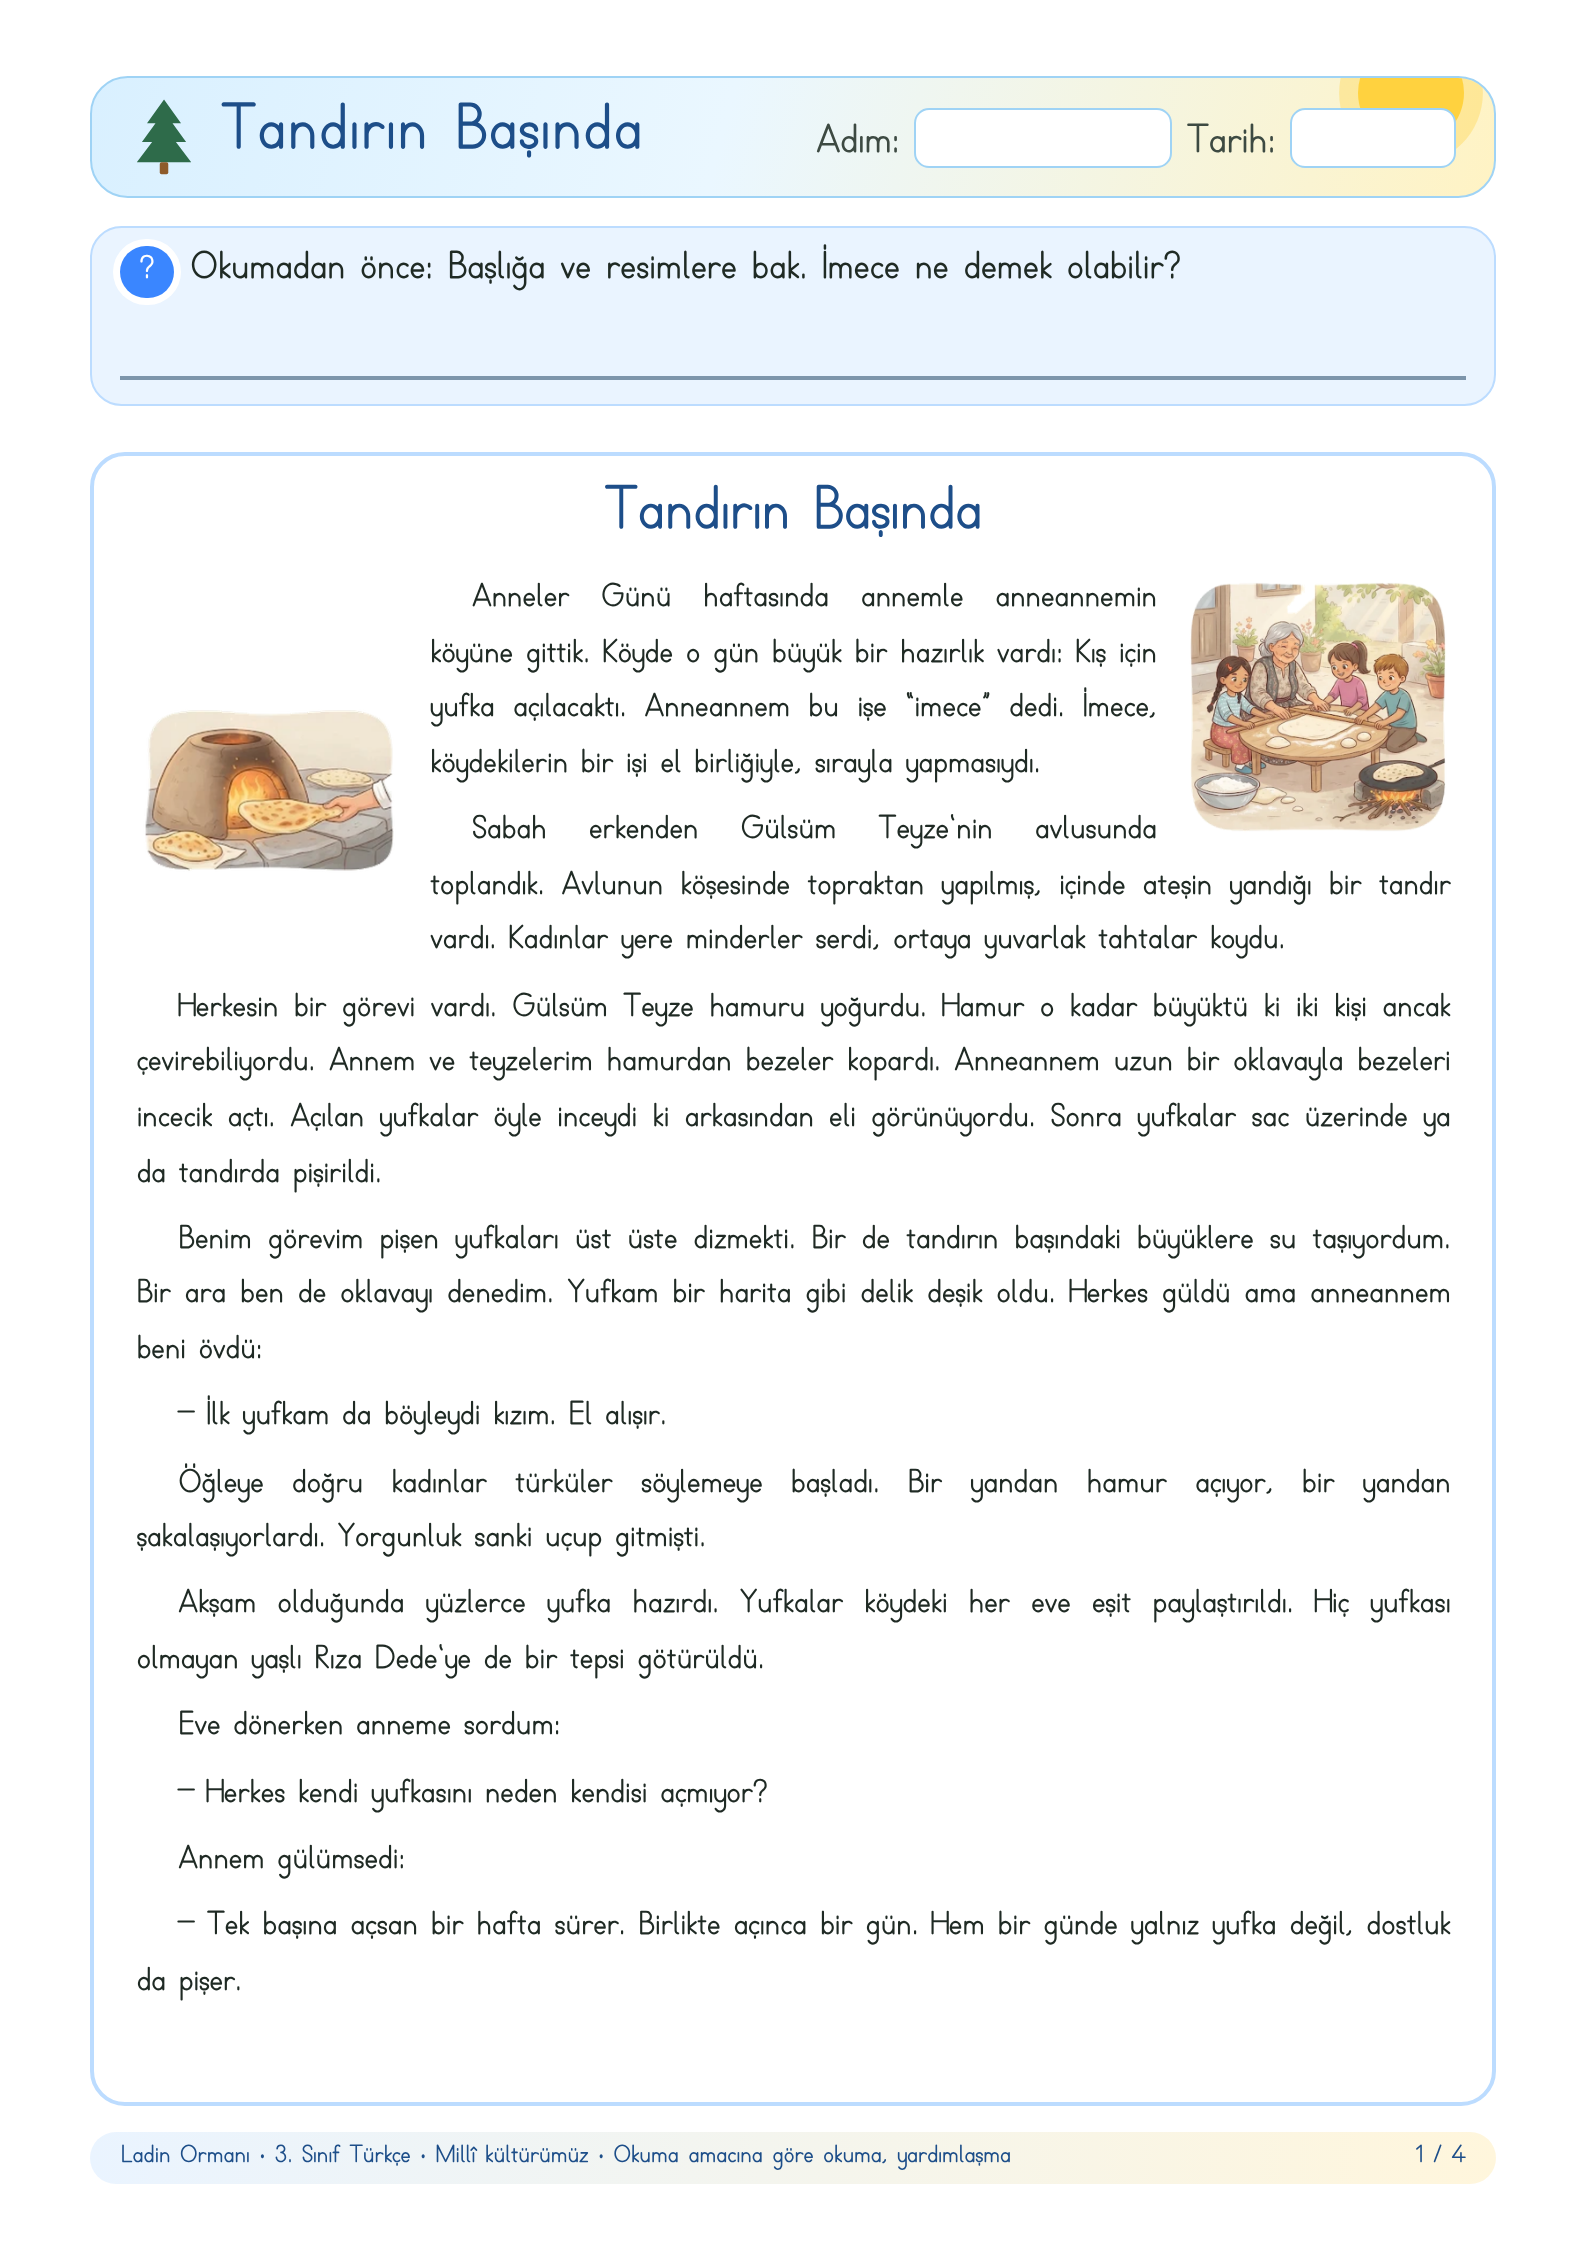 Tandırın Başında
Adım:
Tarih:
? Okumadan önce: Başlığa ve resimlere bak. İmece ne demek olabilir?
Tandırın Başında
Anneler Günü haftasında annemle anneannemin
köyüne gittik. Köyde o gün büyük bir hazırlık vardı: Kış için
yufka açılacaktı. Anneannem bu işe “imece” dedi. İmece,
köydekilerin bir işi el birliğiyle, sırayla yapmasıydı.
Sabah erkenden Gülsüm Teyze‛nin avlusunda
toplandık. Avlunun köşesinde topraktan yapılmış, içinde ateşin yandığı bir tandır
vardı. Kadınlar yere minderler serdi, ortaya yuvarlak tahtalar koydu.
Herkesin bir görevi vardı. Gülsüm Teyze hamuru yoğurdu. Hamur o kadar büyüktü ki iki kişi ancak
çevirebiliyordu. Annem ve teyzelerim hamurdan bezeler kopardı. Anneannem uzun bir oklavayla bezeleri
incecik açtı. Açılan yufkalar öyle inceydi ki arkasından eli görünüyordu. Sonra yufkalar sac üzerinde ya
da tandırda pişirildi.
Benim görevim pişen yufkaları üst üste dizmekti. Bir de tandırın başındaki büyüklere su taşıyordum.
Bir ara ben de oklavayı denedim. Yufkam bir harita gibi delik deşik oldu. Herkes güldü ama anneannem
beni övdü:
– İlk yufkam da böyleydi kızım. El alışır.
Öğleye doğru kadınlar türküler söylemeye başladı. Bir yandan hamur açıyor, bir yandan
şakalaşıyorlardı. Yorgunluk sanki uçup gitmişti.
Akşam olduğunda yüzlerce yufka hazırdı. Yufkalar köydeki her eve eşit paylaştırıldı. Hiç yufkası
olmayan yaşlı Rıza Dede‛ye de bir tepsi götürüldü.
Eve dönerken anneme sordum:
– Herkes kendi yufkasını neden kendisi açmıyor?
Annem gülümsedi:
– Tek başına açsan bir hafta sürer. Birlikte açınca bir gün. Hem bir günde yalnız yufka değil, dostluk
da pişer.
Ladin Ormanı • 3. Sınıf Türkçe • Millî kültürümüz • Okuma amacına göre okuma, yardımlaşma
1 / 4